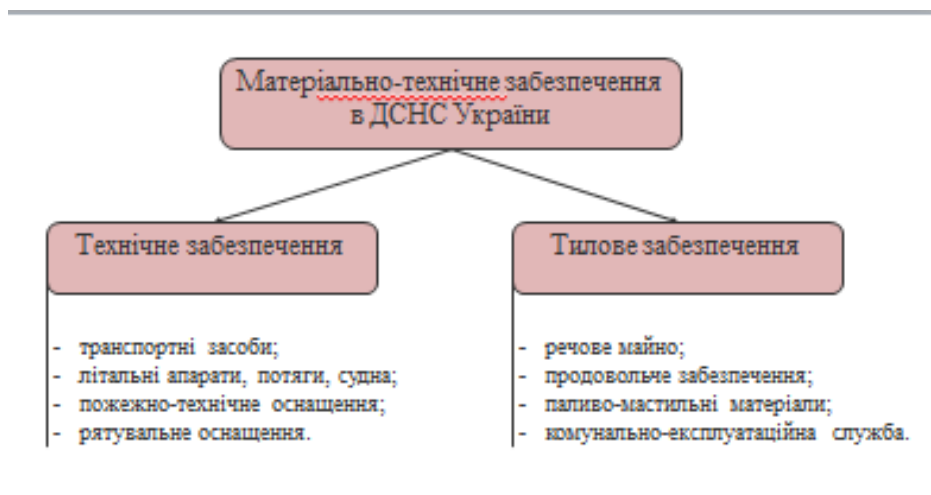 Матеріально-технічне забезпечення
в ДСНС України
Технічне забезпечення
- транспортні засоби;
- літальні апарати, потяги, судна;
- пожежно-технічне оснащення;
- рятувальне оснащення.
Тилове забезпечення
- речове майно;
- продовольче забезпечення;
- паливо-мастильні матеріали;
- комунально-експлуатаційна служба.